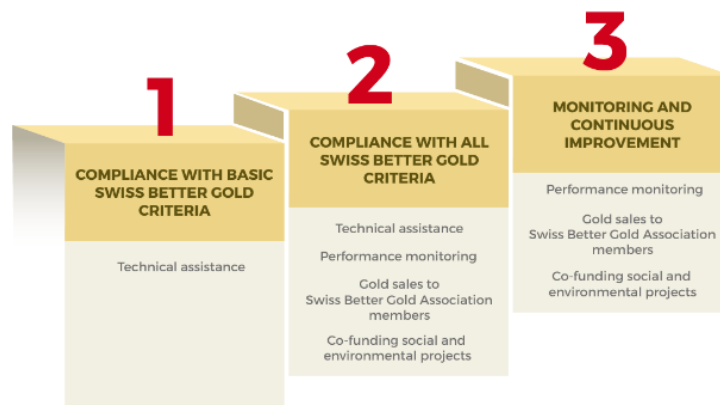 1
COMPLIANCE WITH BASIC
SWISS BETTER GOLD
CRITERIA
Technical assistance
2
COMPLIANCE WITH ALL
SWISS BETTER GOLD
CRITERIA
Technical assistance
Performance monitoring
Gold sales to
Swiss Better Gold Association
members
Co-funding social and
environmental projects
3
MONITORING AND
CONTINUOUS
IMPROVEMENT
Performance monitoring
Gold sales to
Swiss Better Gold Association
members
Co-funding social and
environmental projects